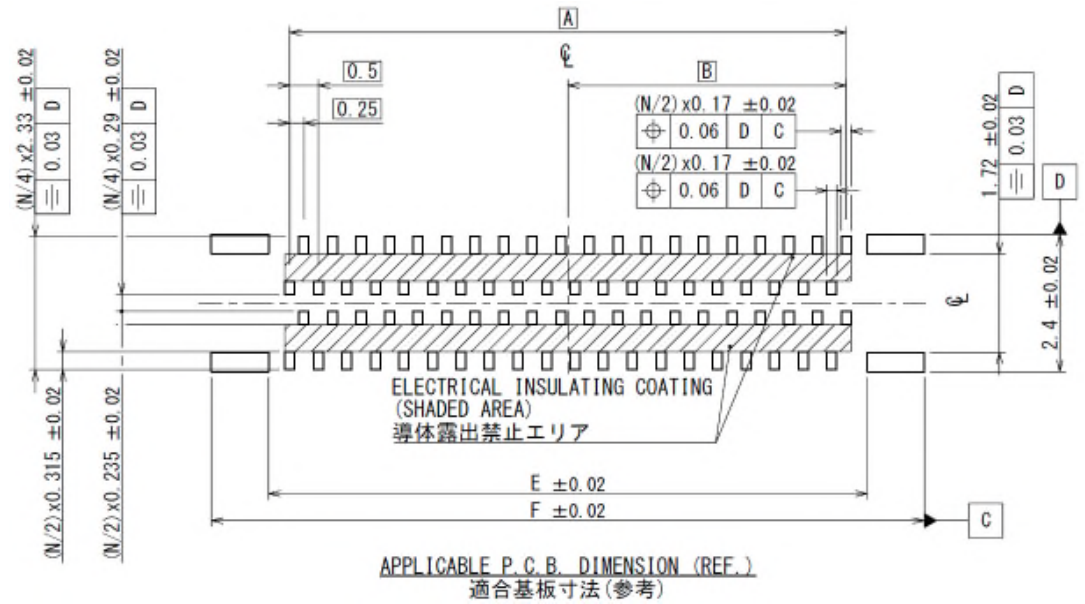 A
℄
0.5
B
0.25
(N/2)x0.17 ±0.02
⌖ 0.06 D C
(N/2)x0.17 ±0.02
⌖ 0.06 D C
(N/4)x2.33 ±0.02
⌯ 0.03 D
(N/4)x0.29 ±0.02
⌯ 0.03 D
1.72 ±0.02
⌯ 0.03 D
D
℄
2.4 ±0.02
(N/2)x0.315 ±0.02
(N/2)x0.235 ±0.02
ELECTRICAL INSULATING COATING
(SHADED AREA)
導体露出禁止エリア
E ±0.02
F ±0.02
C
APPLICABLE P.C.B. DIMENSION (REF.)
適合基板寸法(参考)